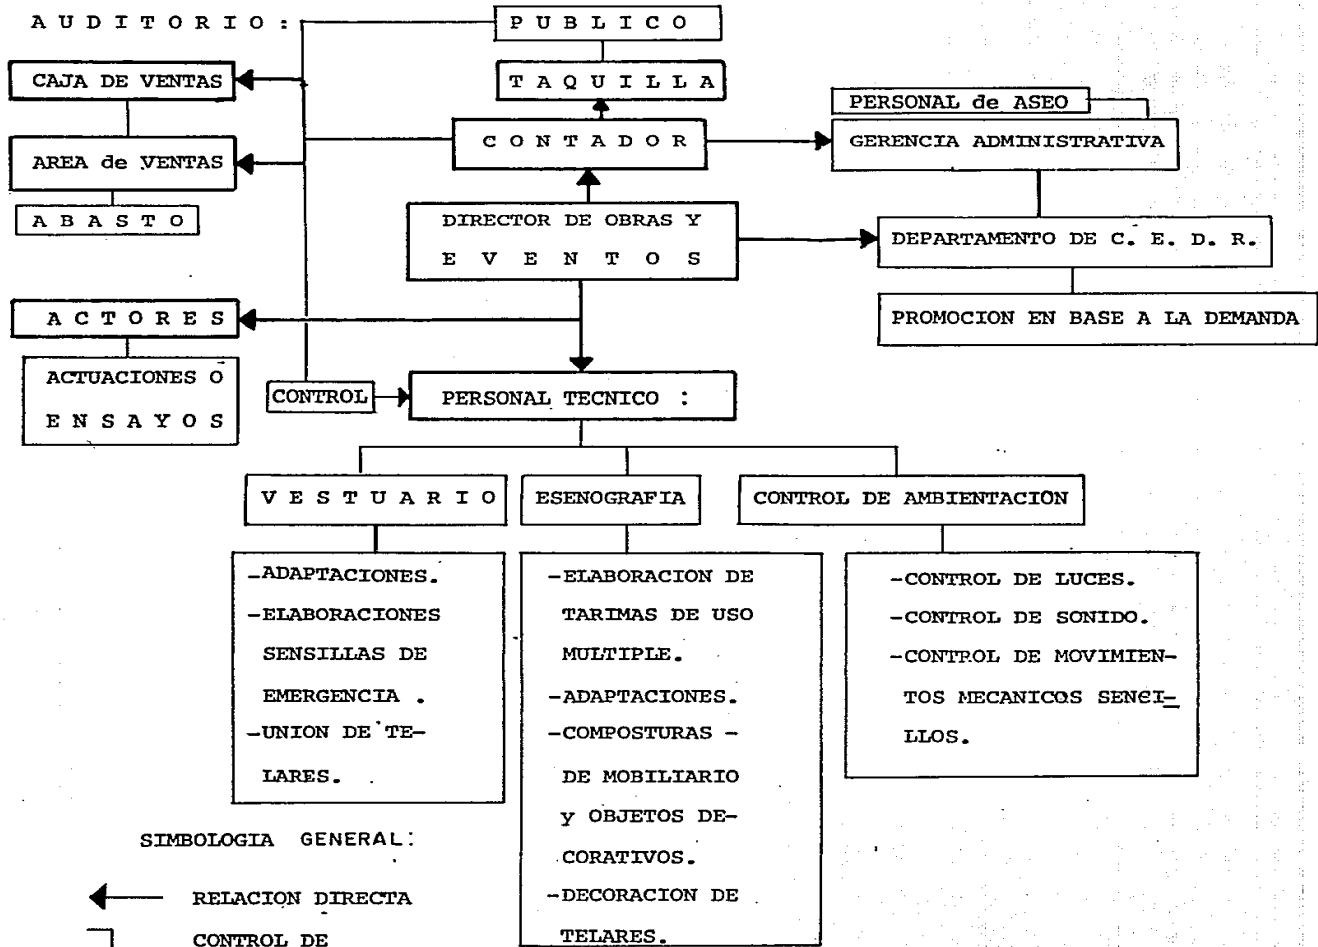 AUDITORIO:
PUBLICO
CAJA DE VENTAS
TAQUILLA
PERSONAL de ASEO
CONTADOR
GERENCIA ADMINISTRATIVA
AREA de VENTAS
ABASTO
DIRECTOR DE OBRAS Y
EVENTOS
DEPARTAMENTO DE C. E. D. R.
ACTORES
PROMOCION EN BASE A LA DEMANDA
ACTUACIONES O
ENSAYOS
CONTROL
PERSONAL TECNICO :
VESTUARIO
ESENOGRAFIA
CONTROL DE AMBIENTACION
-ADAPTACIONES.
-ELABORACIONES
SENSILLAS DE
EMERGENCIA .
-UNION DE TE-
LARES.
-ELABORACION DE
TARIMAS DE USO
MULTIPLE.
-ADAPTACIONES.
-COMPOSTURAS -
DE MOBILIARIO
y OBJETOS DE-
CORATIVOS.
-DECORACION DE
TELARES.
-CONTROL DE LUCES.
-CONTROL DE SONIDO.
-CONTROL DE MOVIMIEN-
TOS MECANICOS SENCI-
LLOS.
SIMBOLOGIA GENERAL:
RELACION DIRECTA
CONTROL DE